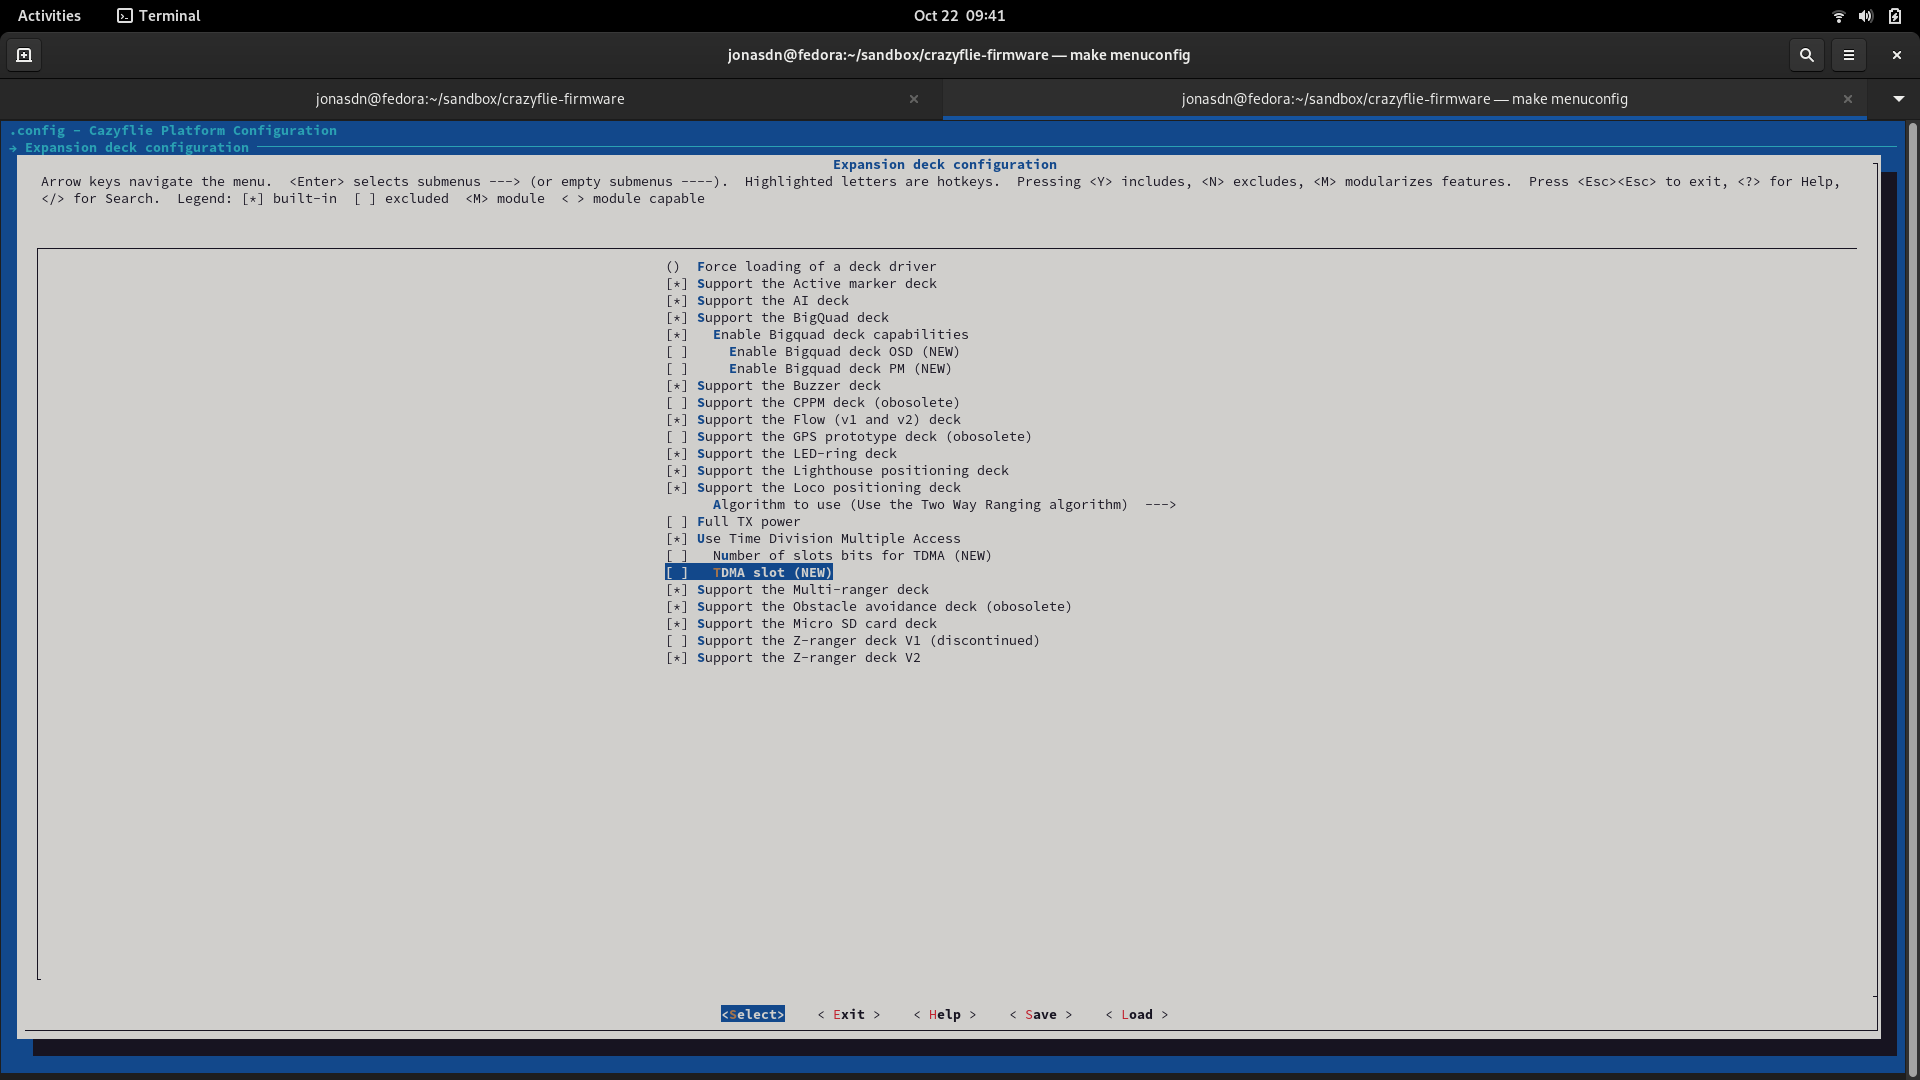 Activities Terminal Oct 22 09:41
jonasdn@fedora:~/sandbox/crazyflie-firmware — make menuconfig
jonasdn@fedora:~/sandbox/crazyflie-firmware × jonasdn@fedora:~/sandbox/crazyflie-firmware — make menuconfig ×
.config - Cazyflie Platform Configuration
→ Expansion deck configuration
Expansion deck configuration
Arrow keys navigate the menu. <Enter> selects submenus ---> (or empty submenus ----). Highlighted letters are hotkeys. Pressing <Y> includes, <N> excludes, <M> modularizes features. Press <Esc><Esc> to exit, <?> for Help,
</> for Search. Legend: [*] built-in [ ] excluded <M> module < > module capable
() Force loading of a deck driver
[*] Support the Active marker deck
[*] Support the AI deck
[*] Support the BigQuad deck
[*] Enable Bigquad deck capabilities
[ ] Enable Bigquad deck OSD (NEW)
[ ] Enable Bigquad deck PM (NEW)
[*] Support the Buzzer deck
[ ] Support the CPPM deck (obosolete)
[*] Support the Flow (v1 and v2) deck
[ ] Support the GPS prototype deck (obosolete)
[*] Support the LED-ring deck
[*] Support the Lighthouse positioning deck
[*] Support the Loco positioning deck
Algorithm to use (Use the Two Way Ranging algorithm) --->
[ ] Full TX power
[*] Use Time Division Multiple Access
[ ] Number of slots bits for TDMA (NEW)
[ ] TDMA slot (NEW)
[*] Support the Multi-ranger deck
[*] Support the Obstacle avoidance deck (obosolete)
[*] Support the Micro SD card deck
[ ] Support the Z-ranger deck V1 (discontinued)
[*] Support the Z-ranger deck V2
<Select> < Exit > < Help > < Save > < Load >